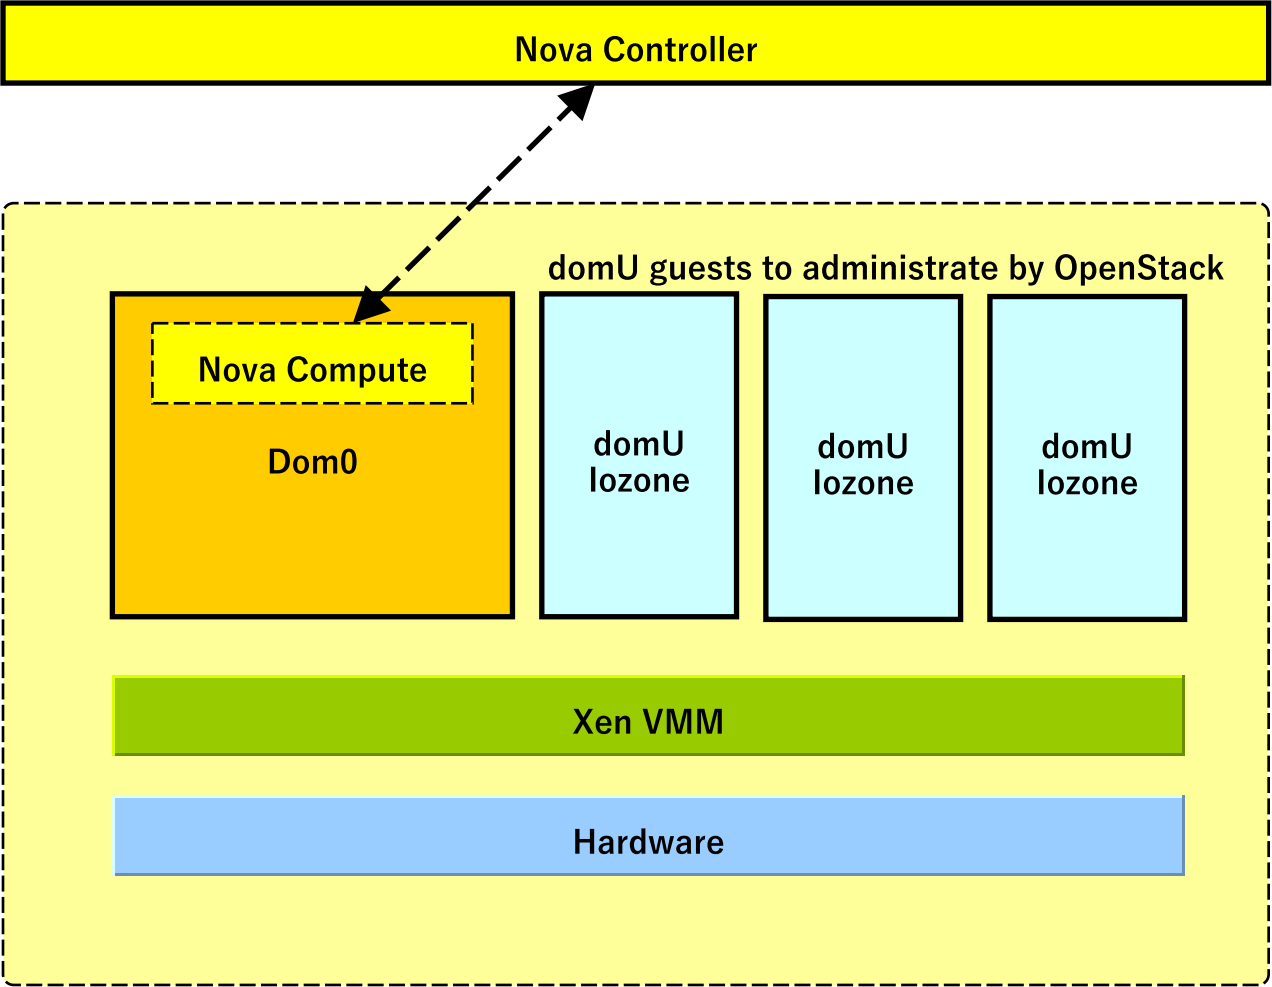 Nova Controller
domU guests to administrate by OpenStack
Nova Compute
Dom0
domU
Iozone
domU
Iozone
domU
Iozone
Xen VMM
Hardware